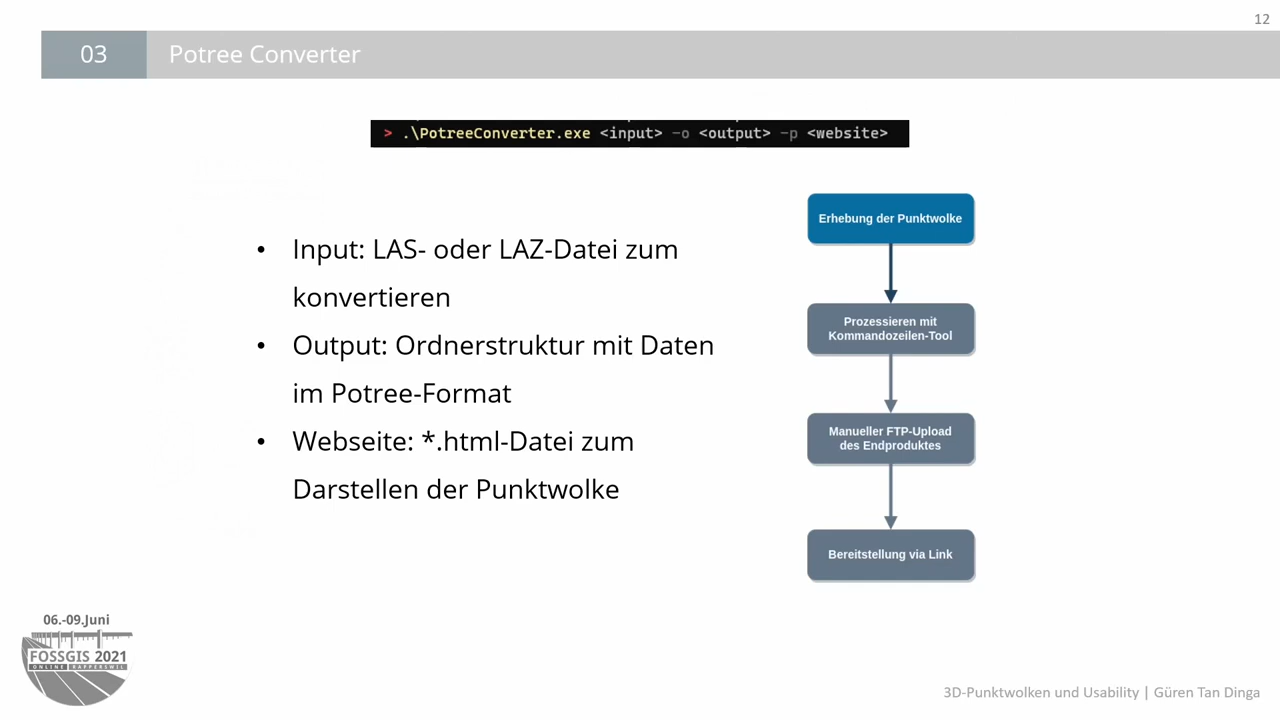 12
03 Potree Converter
> .\PotreeConverter.exe <input> -o <output> -p <website>
• Input: LAS- oder LAZ-Datei zum
konvertieren
• Output: Ordnerstruktur mit Daten
im Potree-Format
• Webseite: *.html-Datei zum
Darstellen der Punktwolke
Erhebung der Punktwolke
Prozessieren mit
Kommandozeilen-Tool
Manueller FTP-Upload
des Endproduktes
Bereitstellung via Link
06.-09.Juni
FOSSGIS 2021
ONLINE RAPPERSWIL
3D-Punktwolken und Usability | Güren Tan Dinga